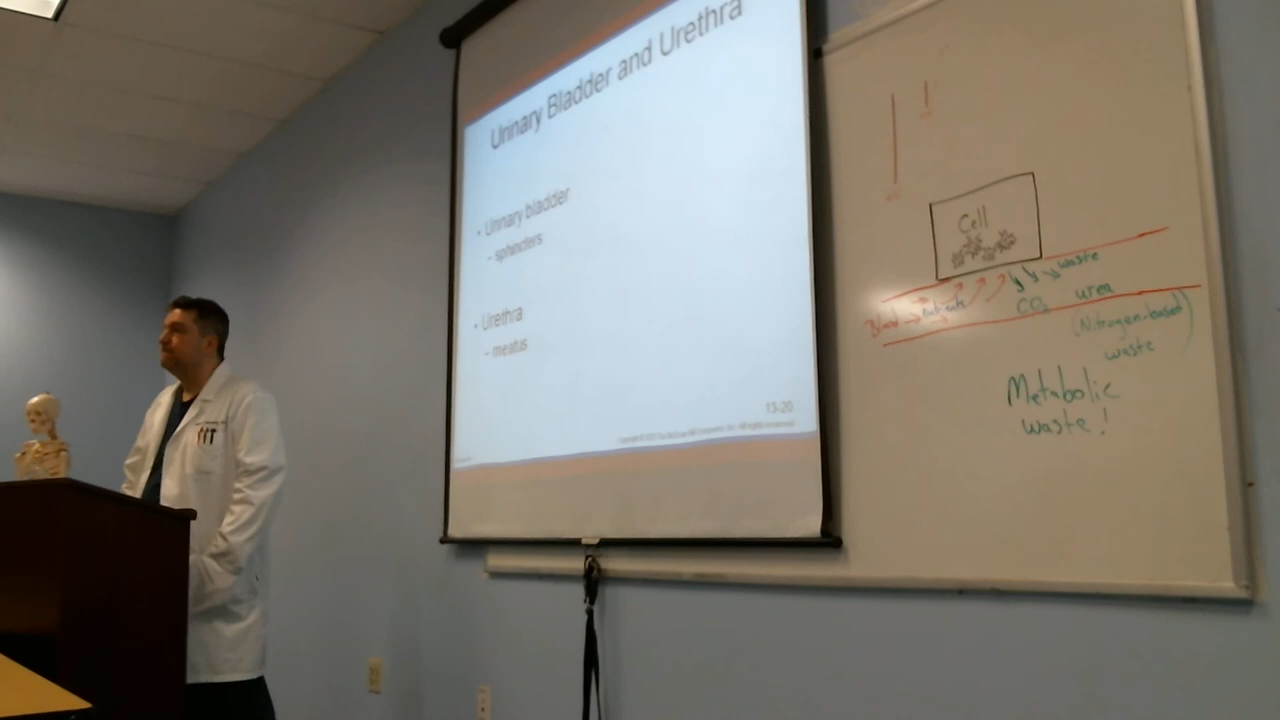 Urinary Bladder and Urethra
• Urinary bladder
– sphincters
• Urethra
– meatus
13-20
Cell
waste
Blood
CO₂ urea
(Nitrogen-based)
waste
Metabolic
waste!